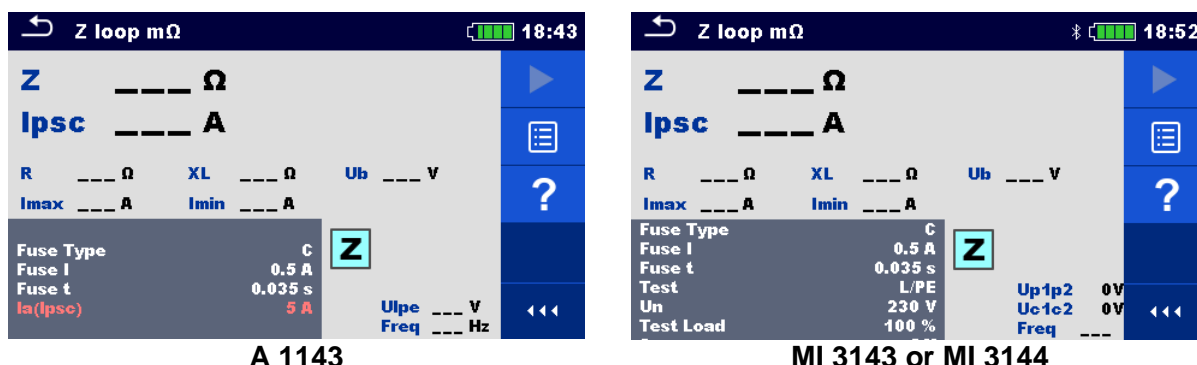 Z loop mΩ 18:43
Z ___ Ω
Ipsc ___ A
R ___ Ω XL ___ Ω Ub ___ V
Imax ___ A Imin ___ A
Fuse Type C
Fuse I 0.5 A
Fuse t 0.035 s
Ia(Ipsc) 5 A
Z
Ulpe ___ V
Freq ___ Hz
?
A 1143
Z loop mΩ 18:52
Z ___ Ω
Ipsc ___ A
R ___ Ω XL ___ Ω Ub ___ V
Imax ___ A Imin ___ A
Fuse Type C
Fuse I 0.5 A
Fuse t 0.035 s
Test L/PE
Un 230 V
Test Load 100 %
Z
Up1p2 0V
Uc1c2 0V
Freq ___
?
MI 3143 or MI 3144